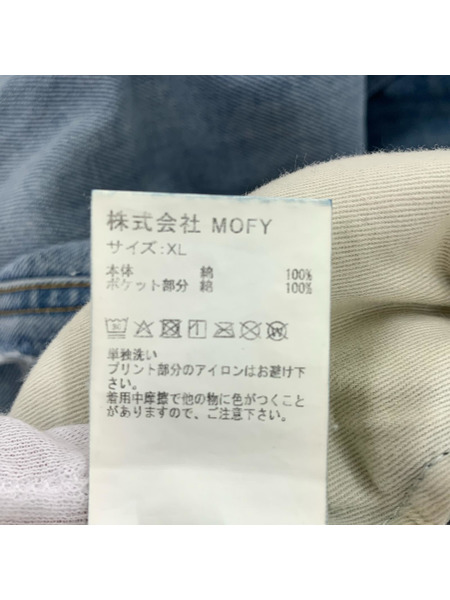 株式会社 MOFY
サイズ:XL
本体 綿 100%
ポケット部分 綿 100%
単独洗い
プリント部分のアイロンはお避け下
さい。
着用中摩擦で他の物に色がつくこと
がありますので、ご注意下さい。